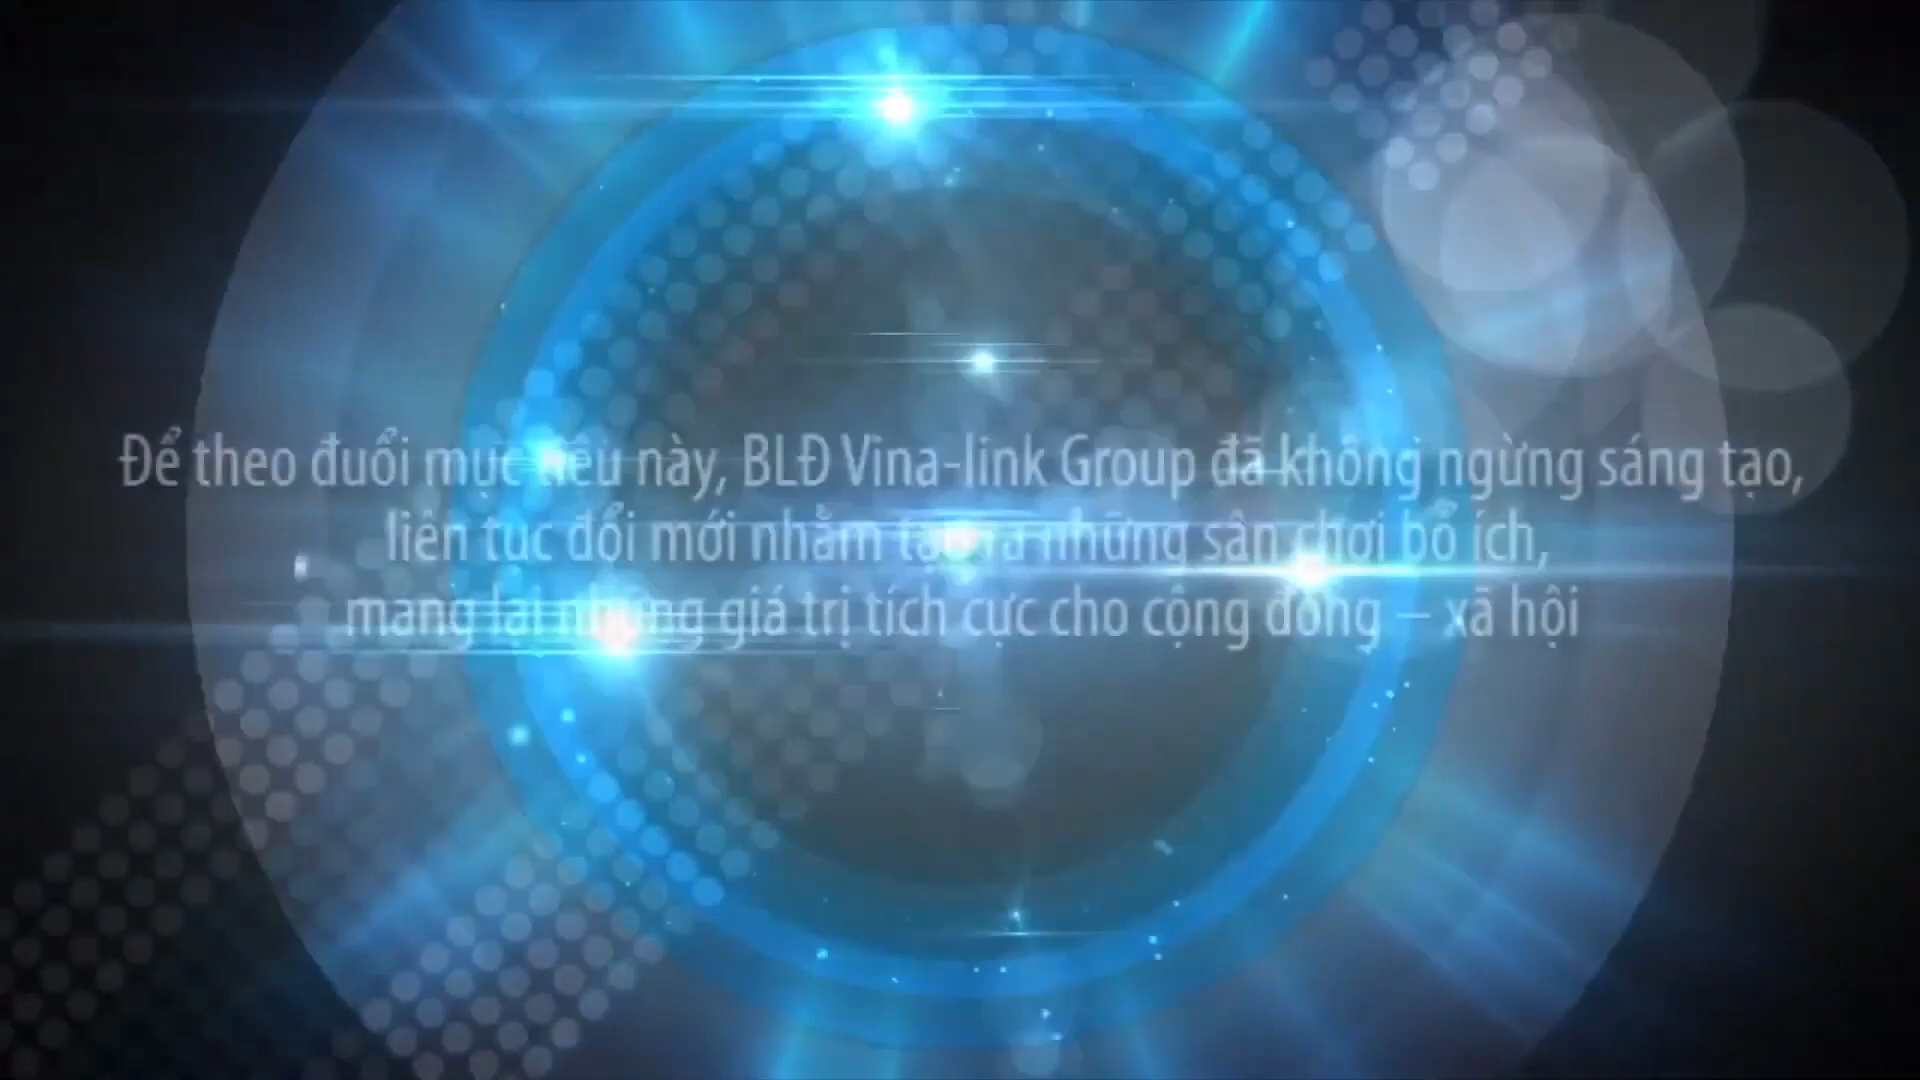 Để theo đuổi mục tiêu này, BLĐ Vina-link Group đã không ngừng sáng tạo,
liên tục đổi mới nhằm tạo ra những sân chơi bổ ích,
mang lại những giá trị tích cực cho cộng đồng – xã hội